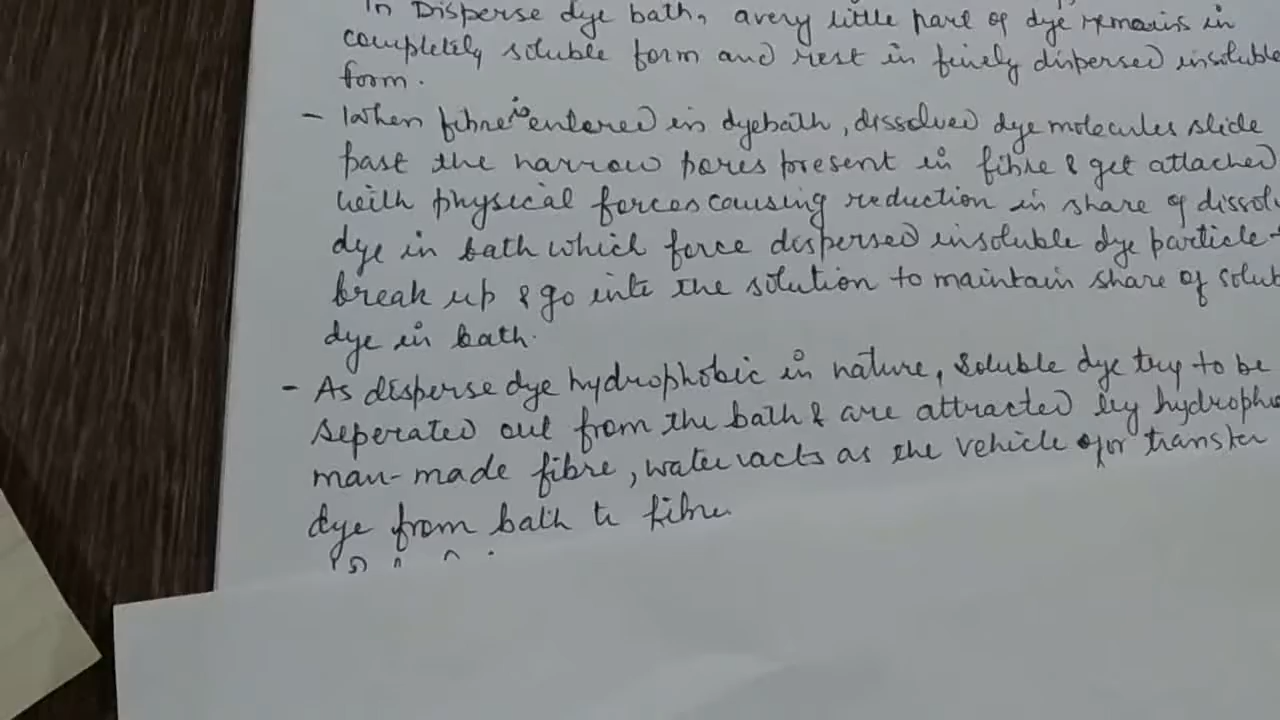 In Disperse dye bath, a very little part of dye remains in
completely soluble form and rest in finely dispersed insoluble
form.
- When fibre is entered in dyebath, dissolved dye molecules slide
past the narrow pores present in fibre & get attached
with physical forces causing reduction in share of dissol
dye in bath which force dispersed insoluble dye particle
break up & go into the solution to maintain share of solub
dye in bath.
- As disperse dye hydrophobic in nature, soluble dye try to be
seperated out from the bath & are attracted by hydropho
man-made fibre, water acts as the vehicle for transfer
dye from bath to fibre